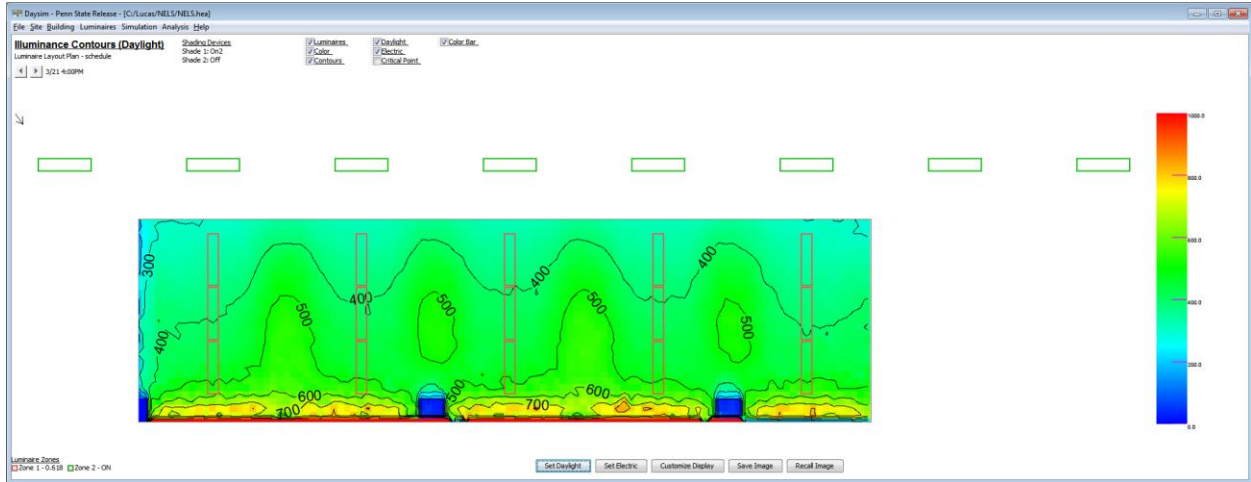 Daysim - Penn State Release - [C:/Lucas/NELS/NELS.hea]
File Site Building Luminaires Simulation Analysis Help
Illuminance Contours (Daylight)
Luminaire Layout Plan - schedule
3/21 4:00PM
Shading Devices
Shade 1: On2
Shade 2: Off
Luminaires
Color
Contours
Daylight
Electric
Critical Point
Color Bar
1000.0
800.0
600.0
400.0
200.0
0.0
300
400
400
400
400
500
500
500
500
500
600
600
700
700
Luminaire Zones
Zone 1 - 0.618 Zone 2 - ON
Set Daylight Set Electric Customize Display Save Image Recall Image